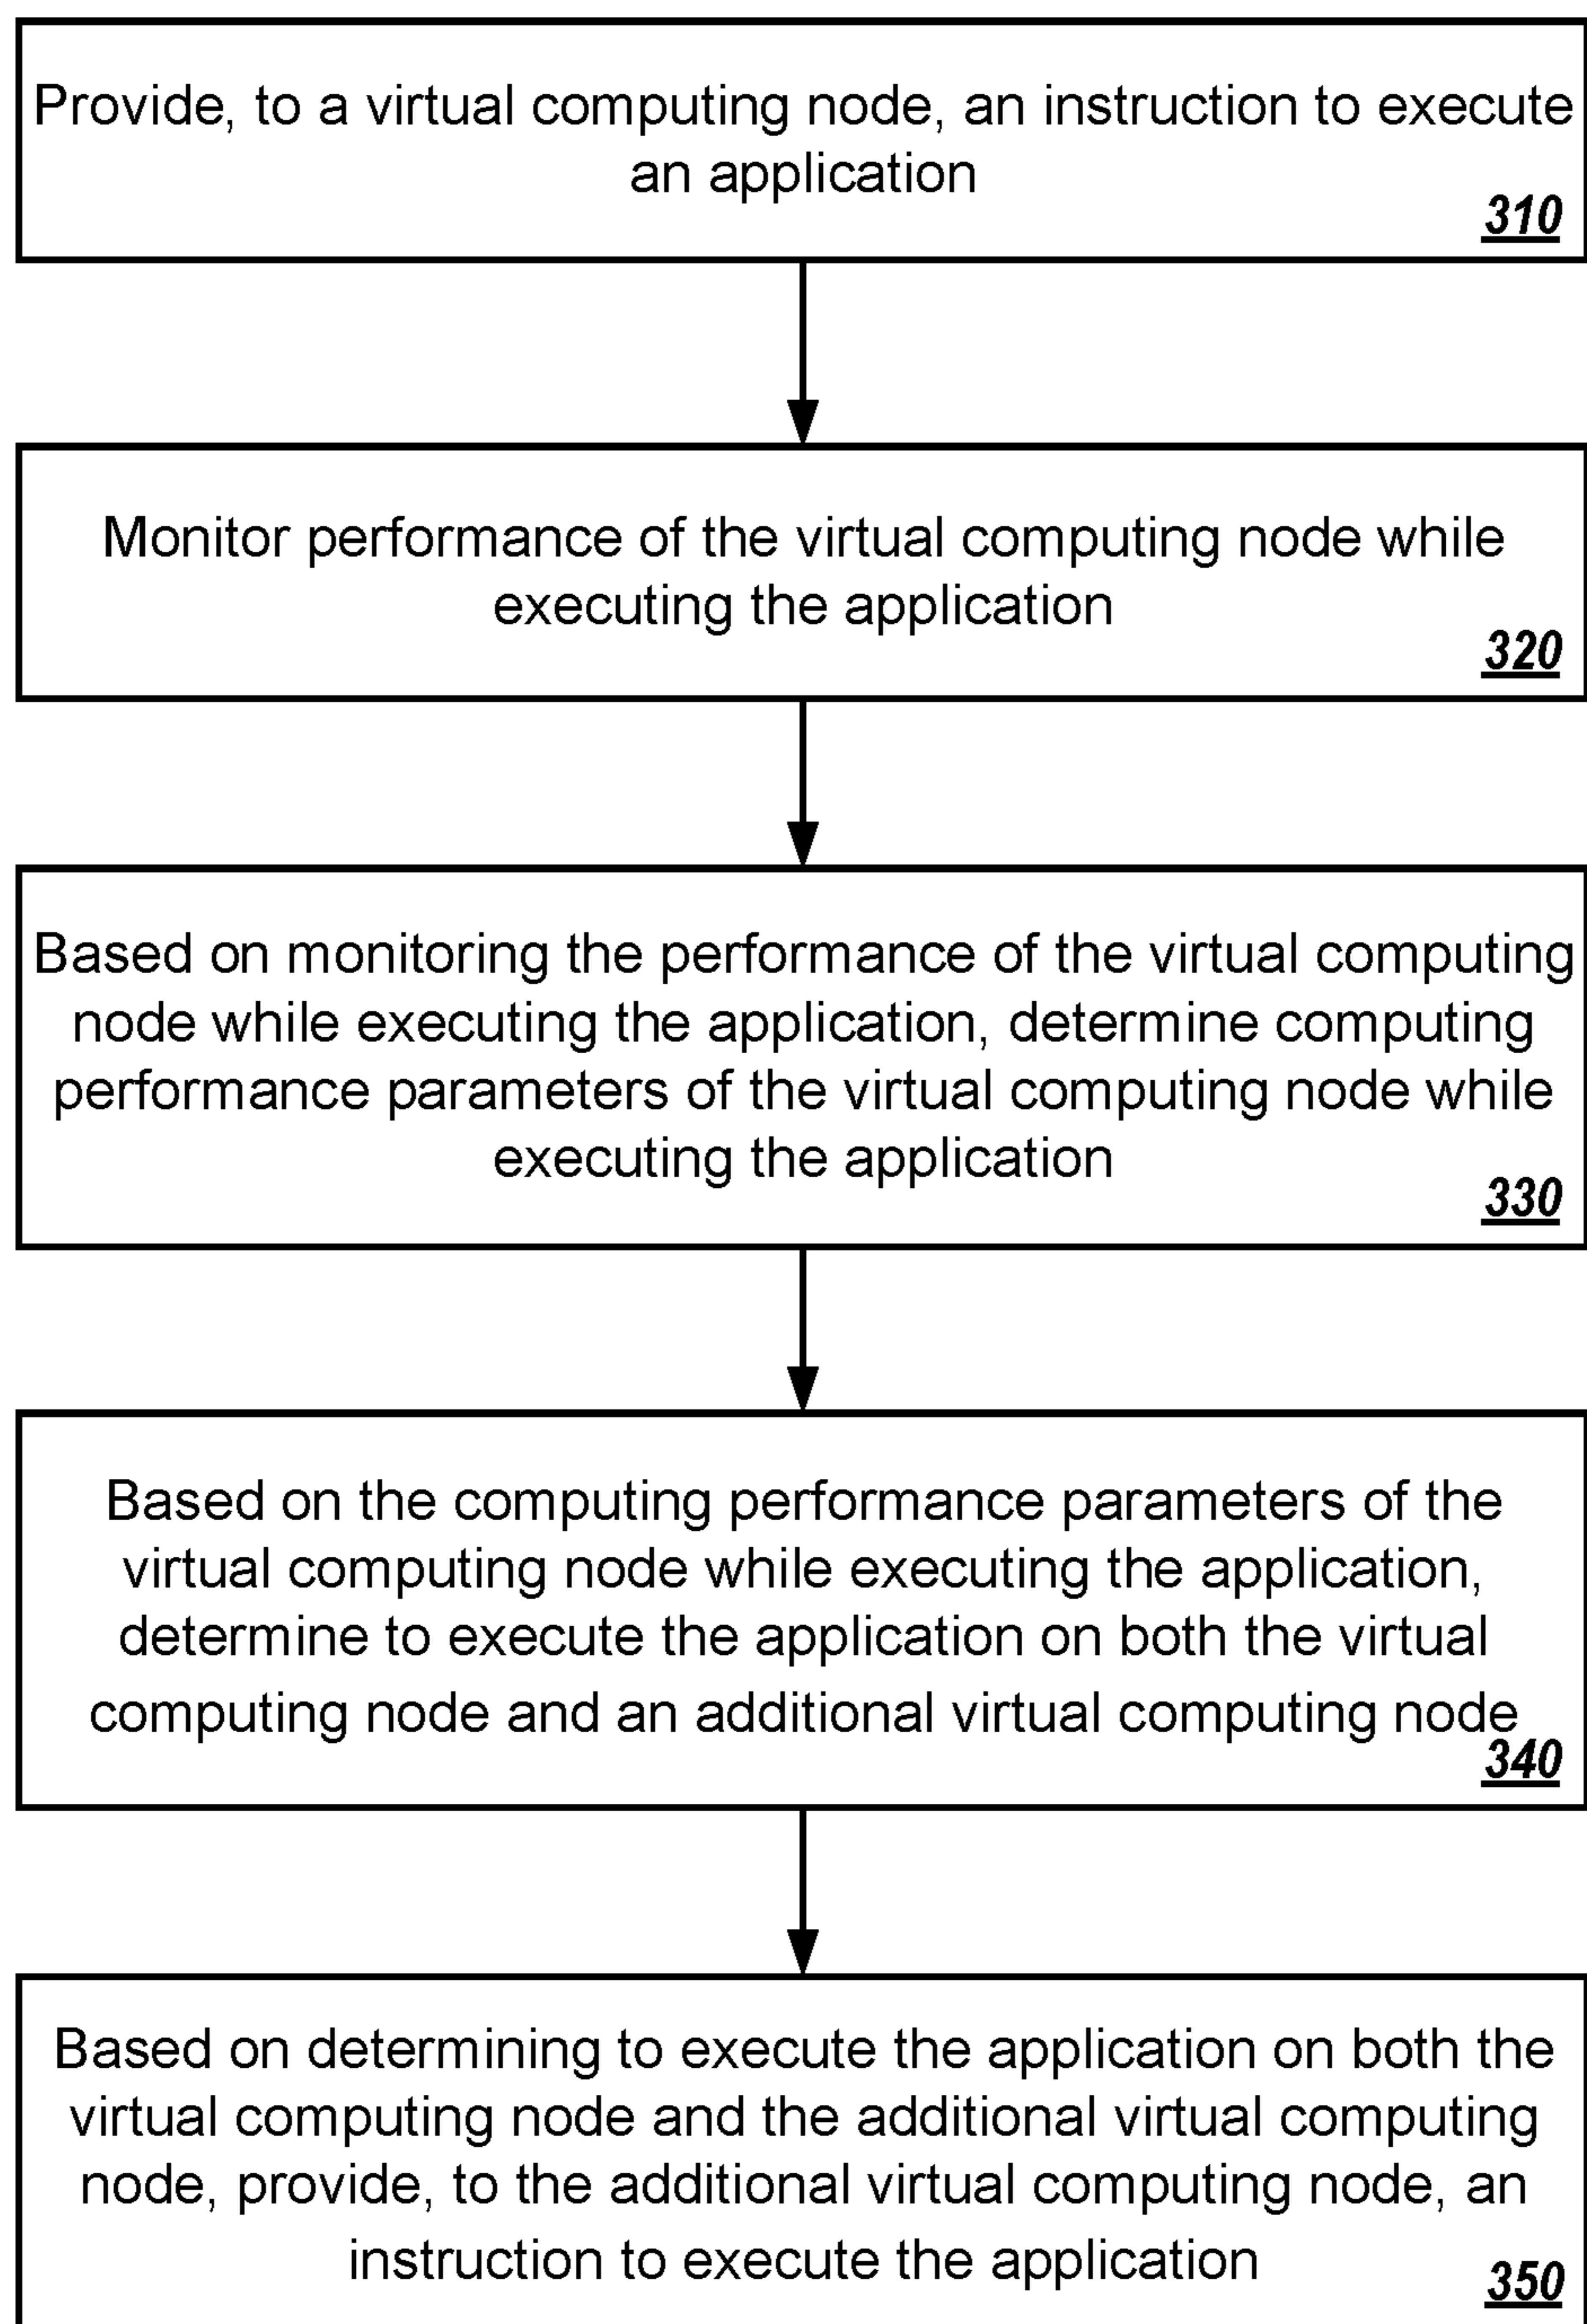 Provide, to a virtual computing node, an instruction to execute
an application
310
Monitor performance of the virtual computing node while
executing the application
320
Based on monitoring the performance of the virtual computing
node while executing the application, determine computing
performance parameters of the virtual computing node while
executing the application
330
Based on the computing performance parameters of the
virtual computing node while executing the application,
determine to execute the application on both the virtual
computing node and an additional virtual computing node
340
Based on determining to execute the application on both the
virtual computing node and the additional virtual computing
node, provide, to the additional virtual computing node, an
instruction to execute the application
350